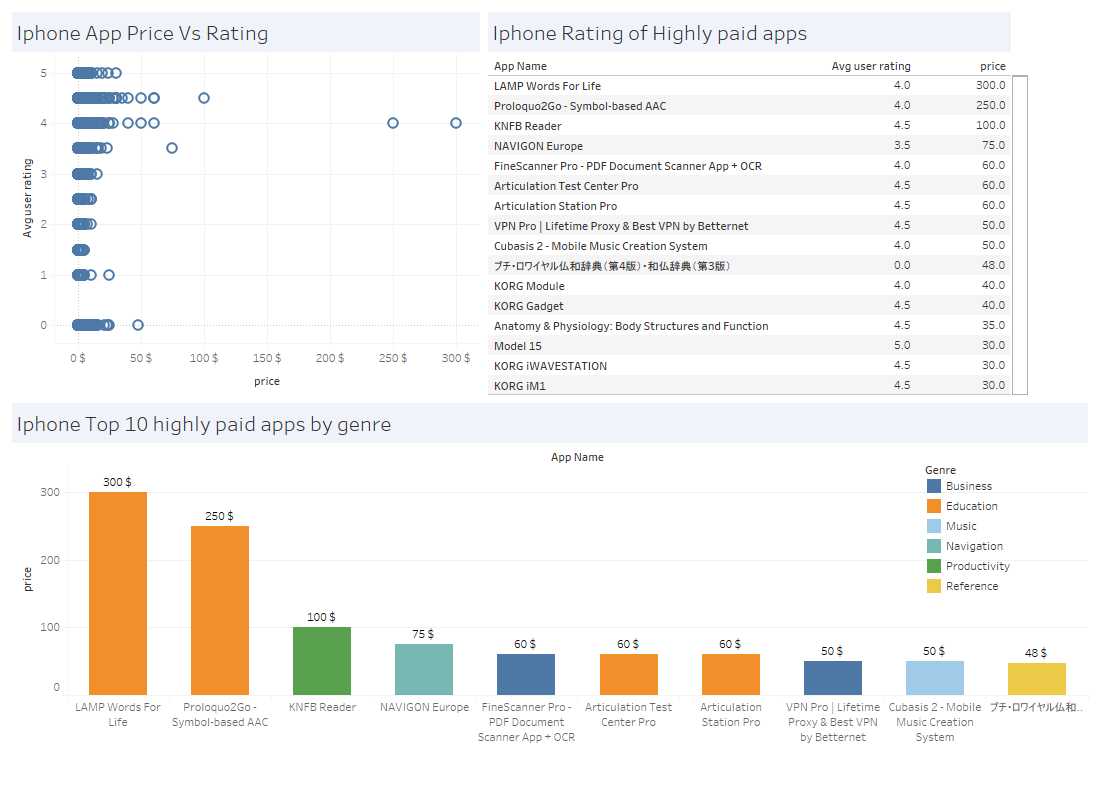 Iphone App Price Vs Rating
5
4
3
2
1
0
Avg user rating
0 $ 50 $ 100 $ 150 $ 200 $ 250 $ 300 $
price
Iphone Rating of Highly paid apps
App Name Avg user rating price
LAMP Words For Life 4.0 300.0
Proloquo2Go - Symbol-based AAC 4.0 250.0
KNFB Reader 4.5 100.0
NAVIGON Europe 3.5 75.0
FineScanner Pro - PDF Document Scanner App + OCR 4.0 60.0
Articulation Test Center Pro 4.5 60.0
Articulation Station Pro 4.5 60.0
VPN Pro | Lifetime Proxy & Best VPN by Betternet 4.5 50.0
Cubasis 2 - Mobile Music Creation System 4.0 50.0
プチ・ロワイヤル仏和辞典（第4版）・和仏辞典（第3版） 0.0 48.0
KORG Module 4.0 40.0
KORG Gadget 4.5 40.0
Anatomy & Physiology: Body Structures and Function 4.5 35.0
Model 15 5.0 30.0
KORG iWAVESTATION 4.5 30.0
KORG iM1 4.5 30.0
Iphone Top 10 highly paid apps by genre
App Name
300
200
100
0
price
300 $
250 $
100 $
75 $
60 $
60 $
60 $
50 $
50 $
48 $
LAMP Words For
Life
Proloquo2Go -
Symbol-based AAC
KNFB Reader
NAVIGON Europe
FineScanner Pro -
PDF Document
Scanner App + OCR
Articulation Test
Center Pro
Articulation
Station Pro
VPN Pro | Lifetime
Proxy & Best VPN
by Betternet
Cubasis 2 - Mobile
Music Creation
System
プチ・ロワイヤル仏和..
Genre
Business
Education
Music
Navigation
Productivity
Reference